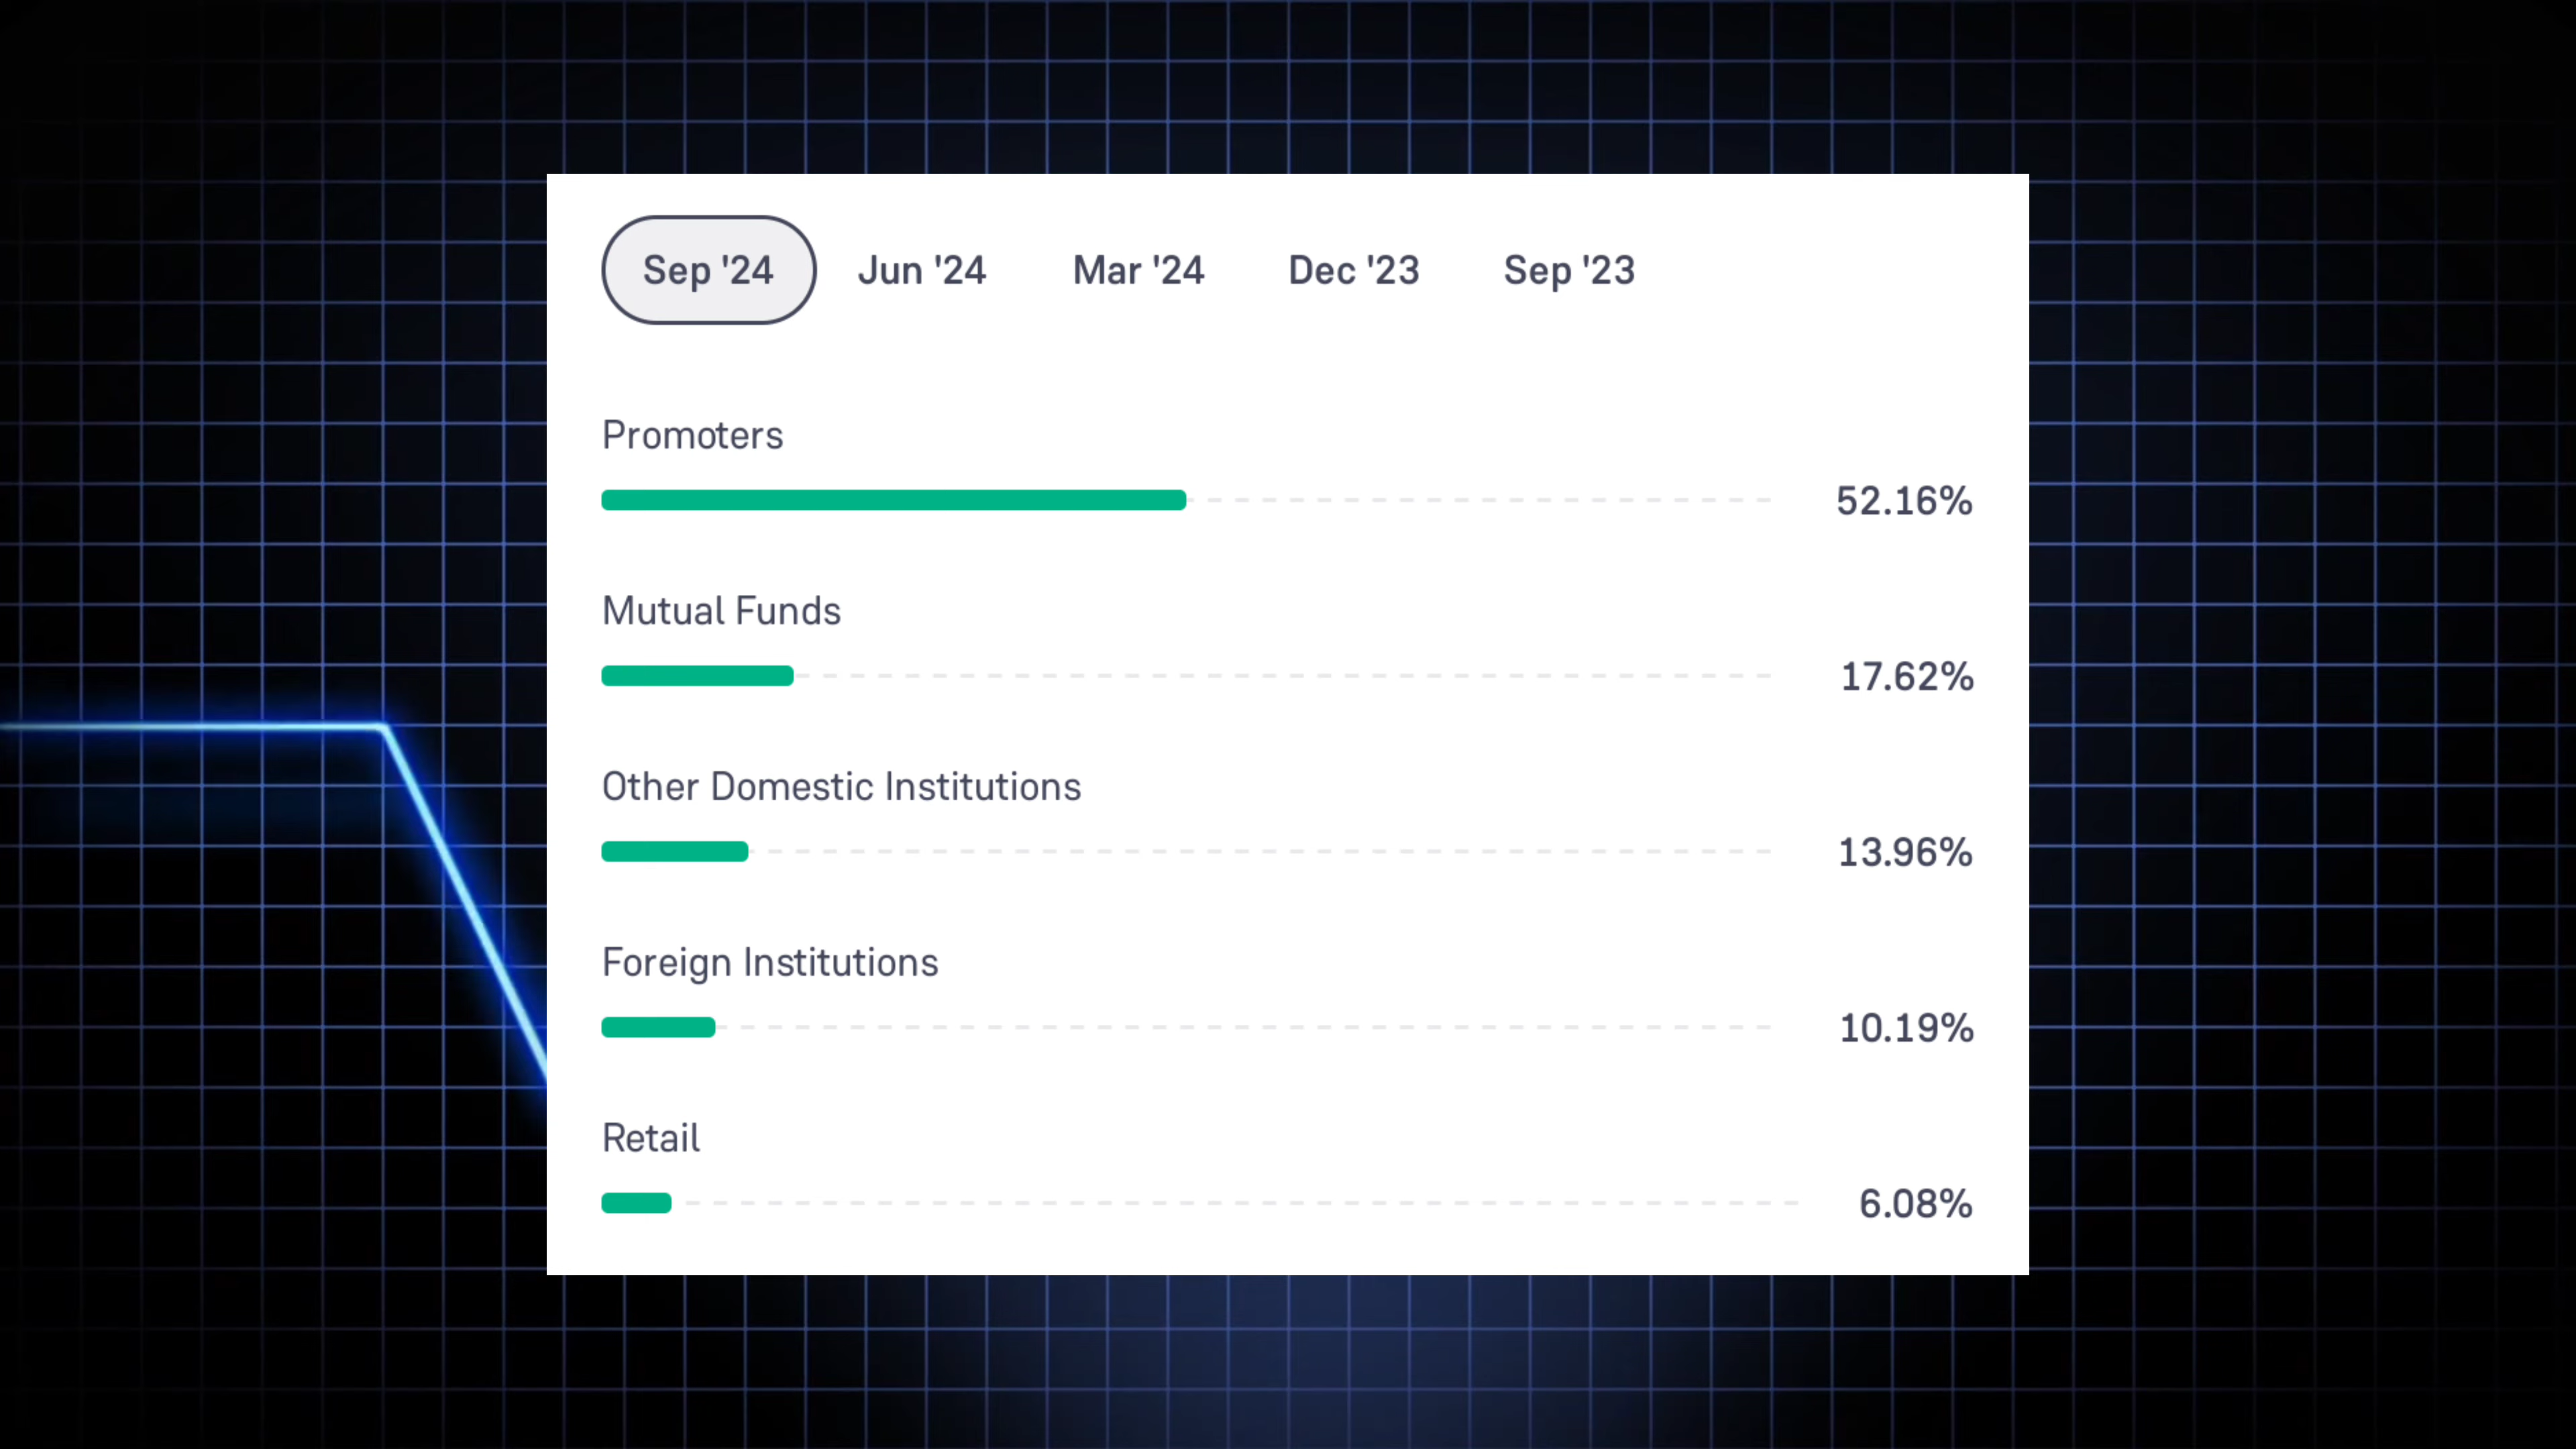 Sep '24 Jun '24 Mar '24 Dec '23 Sep '23
Promoters
52.16%
Mutual Funds
17.62%
Other Domestic Institutions
13.96%
Foreign Institutions
10.19%
Retail
6.08%